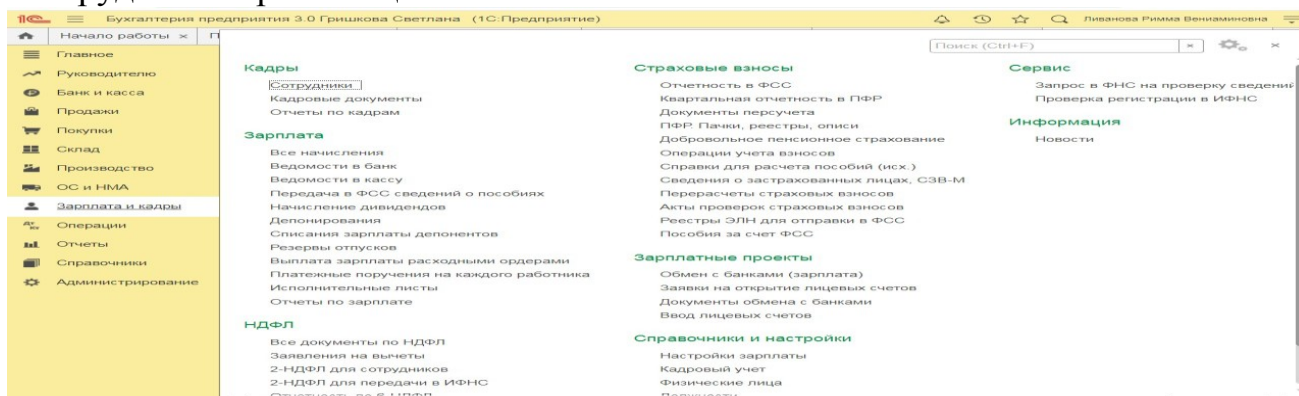 1С Бухгалтерия предприятия 3.0 Гришкова Светлана (1С:Предприятие) Ливанова Римма Вениаминовна
Начало работы ×
Поиск (Ctrl+F) × ×
Главное
Руководителю
Банк и касса
Продажи
Покупки
Склад
Производство
ОС и НМА
Зарплата и кадры
Операции
Отчеты
Справочники
Администрирование
Кадры
Сотрудники
Кадровые документы
Отчеты по кадрам
Зарплата
Все начисления
Ведомости в банк
Ведомости в кассу
Передача в ФСС сведений о пособиях
Начисление дивидендов
Депонирования
Списания зарплаты депонентов
Резервы отпусков
Выплата зарплаты расходными ордерами
Платежные поручения на каждого работника
Исполнительные листы
Отчеты по зарплате
НДФЛ
Все документы по НДФЛ
Заявления на вычеты
2-НДФЛ для сотрудников
2-НДФЛ для передачи в ИФНС
Страховые взносы
Отчетность в ФСС
Квартальная отчетность в ПФР
Документы персучета
ПФР. Пачки, реестры, описи
Добровольное пенсионное страхование
Операции учета взносов
Справки для расчета пособий (исх.)
Сведения о застрахованных лицах, СЗВ-М
Перерасчеты страховых взносов
Акты проверок страховых взносов
Реестры ЭЛН для отправки в ФСС
Пособия за счет ФСС
Зарплатные проекты
Обмен с банками (зарплата)
Заявки на открытие лицевых счетов
Документы обмена с банками
Ввод лицевых счетов
Справочники и настройки
Настройки зарплаты
Кадровый учет
Физические лица
Сервис
Запрос в ФНС на проверку сведений
Проверка регистрации в ИФНС
Информация
Новости